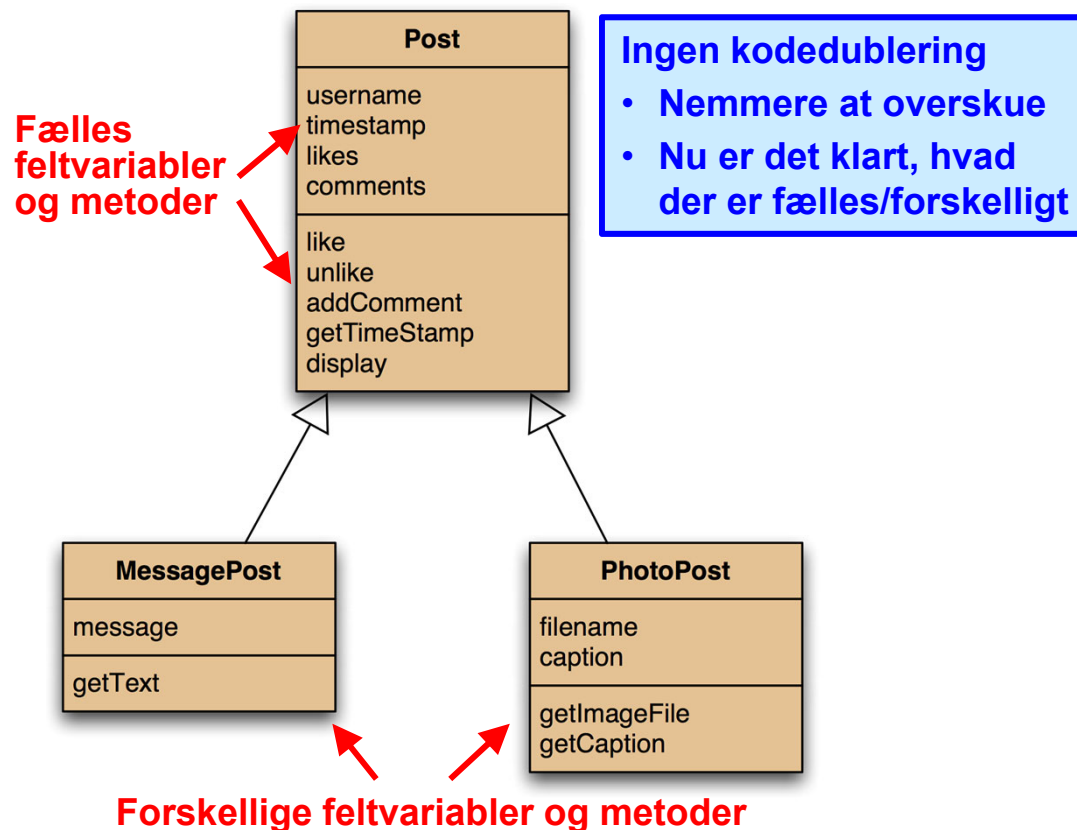 Post
username
timestamp
likes
comments
like
unlike
addComment
getTimeStamp
display
Fælles
feltvariabler
og metoder
Ingen kodedublering
• Nemmere at overskue
• Nu er det klart, hvad
der er fælles/forskelligt
MessagePost
message
getText
PhotoPost
filename
caption
getImageFile
getCaption
Forskellige feltvariabler og metoder